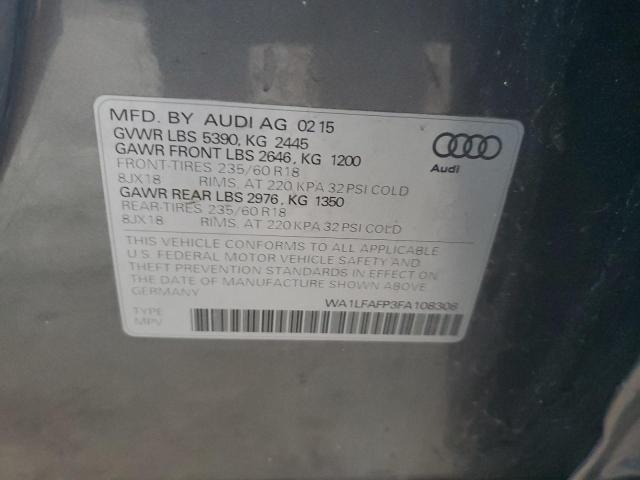 MFD. BY AUDI AG 02 15
GVWR LBS 5390, KG 2445
GAWR FRONT LBS 2646, KG 1200
FRONT-TIRES 235/60 R18
8JX18 RIMS, AT 220 KPA 32 PSI COLD
GAWR REAR LBS 2976, KG 1350
REAR-TIRES 235/60 R18
8JX18 RIMS, AT 220 KPA 32 PSI COLD
Audi
THIS VEHICLE CONFORMS TO ALL APPLICABLE
U.S. FEDERAL MOTOR VEHICLE SAFETY AND
THEFT PREVENTION STANDARDS IN EFFECT ON
THE DATE OF MANUFACTURE SHOWN ABOVE
GERMANY
WA1LFAFP3FA108306
TYPE
MPV